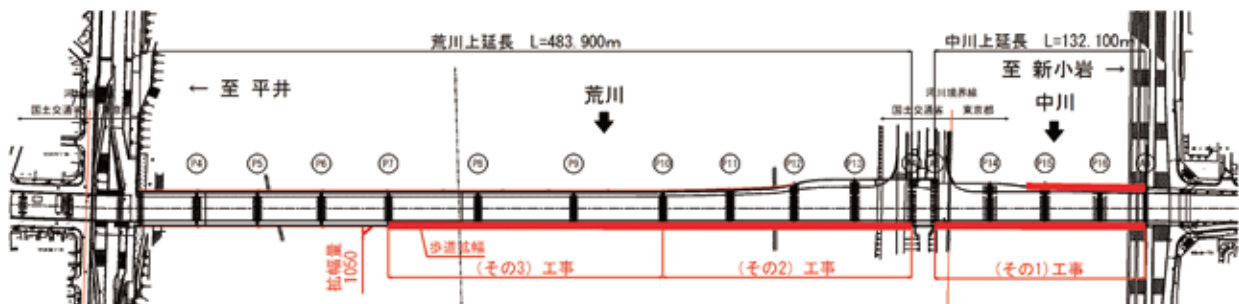 荒川上延長 L=483.900m
中川上延長 L=132.100m
← 至 平井
荒川
至 新小岩 →
中川
河川境界線
国土交通省 東京都
国土交通省 東京都
P4 P5 P6 P7 P8 P9 P10 P11 P12 P13 P14 P15 P16
拡幅量
1050
歩道拡幅
(その3) 工事
(その2) 工事
(その1) 工事